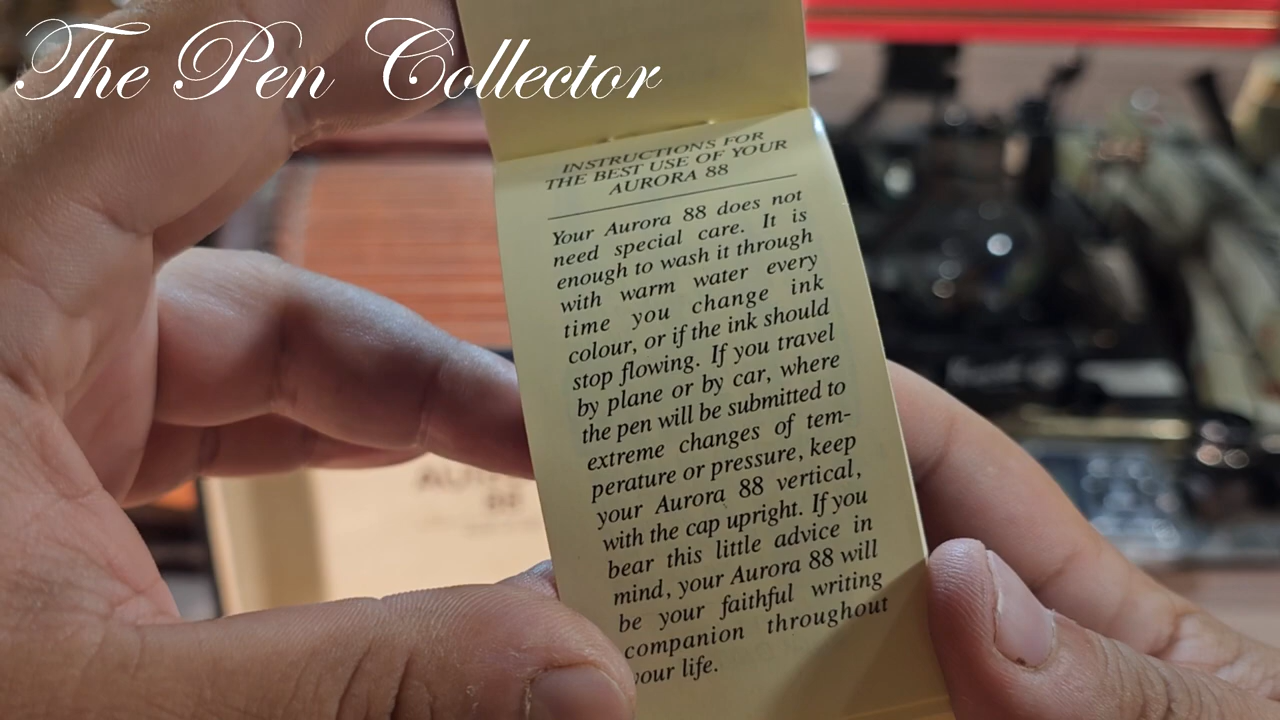 The Pen Collector
INSTRUCTIONS FOR
THE BEST USE OF YOUR
AURORA 88
Your Aurora 88 does not
need special care. It is
enough to wash it through
with warm water every
time you change ink
colour, or if the ink should
stop flowing. If you travel
by plane or by car, where
the pen will be submitted to
extreme changes of tem-
perature or pressure, keep
your Aurora 88 vertical,
with the cap upright. If you
bear this little advice in
mind, your Aurora 88 will
be your faithful writing
companion throughout
your life.
88